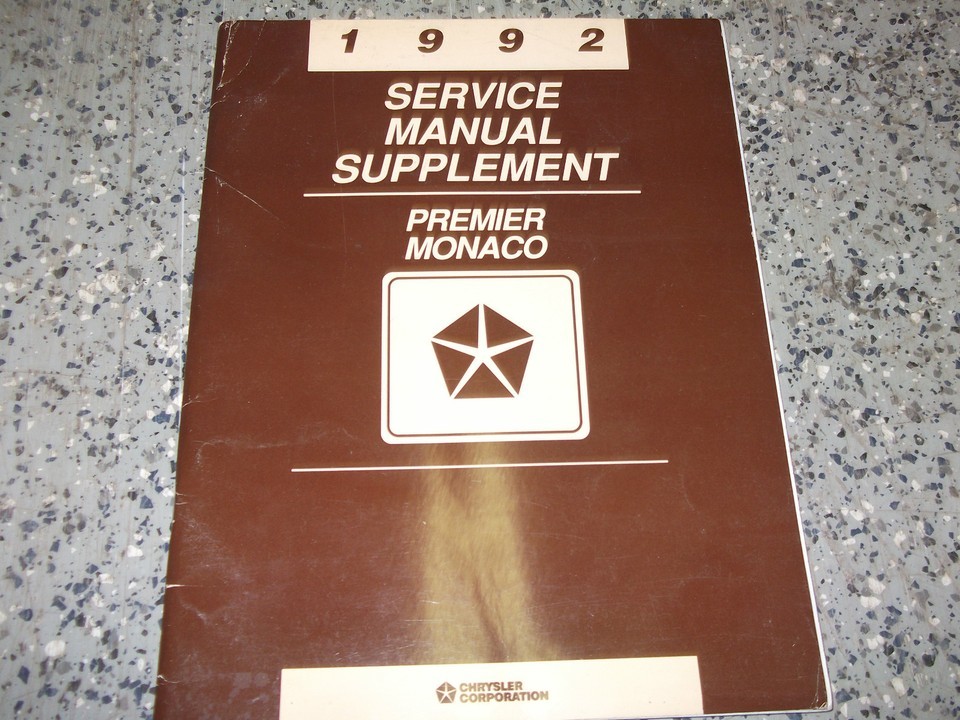 1 9 9 2
SERVICE
MANUAL
SUPPLEMENT
PREMIER
MONACO
CHRYSLER
CORPORATION